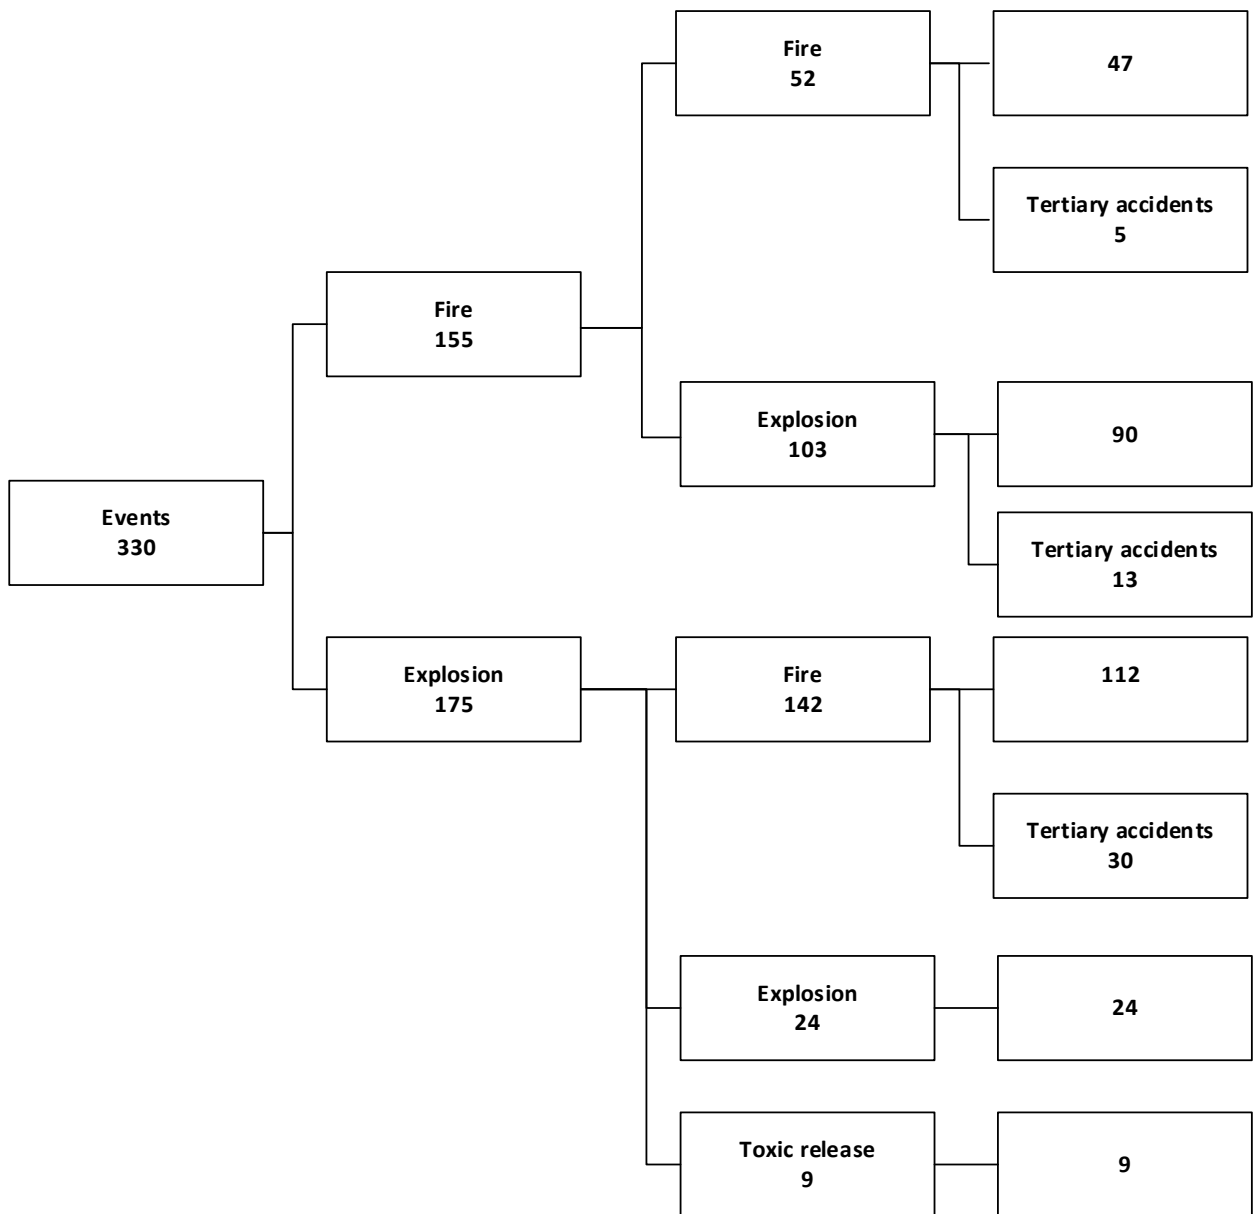 Fire
52
47
Tertiary accidents
5
Fire
155
Explosion
103
90
Events
330
Tertiary accidents
13
Explosion
175
Fire
142
112
Tertiary accidents
30
Explosion
24
24
Toxic release
9
9